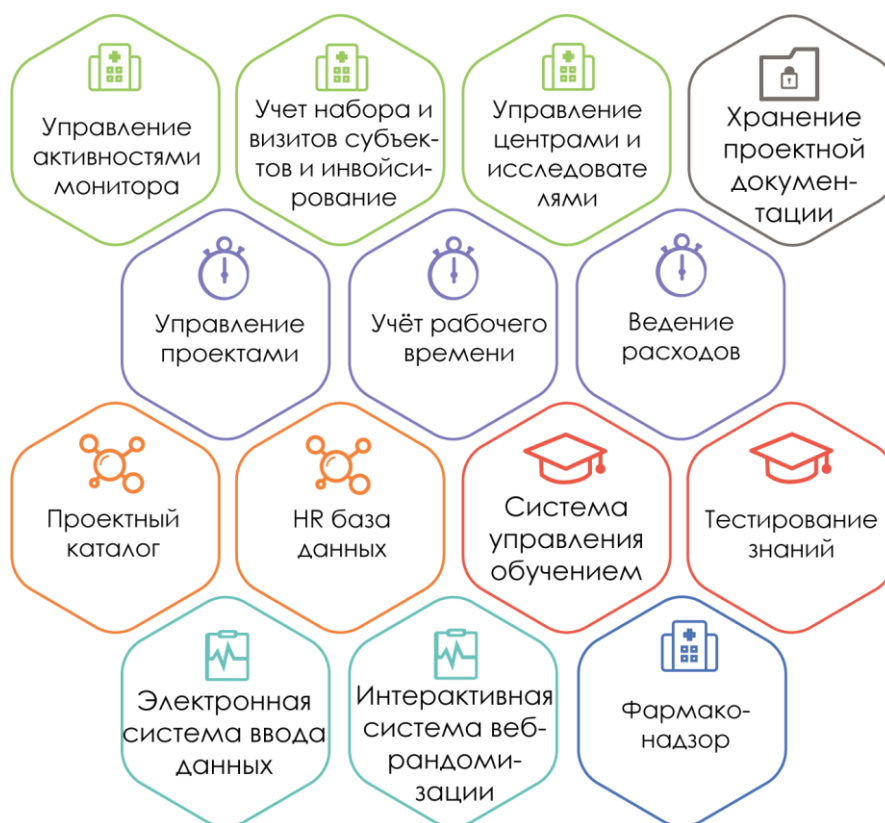 Управление
активностями
монитора
Учет набора и
визитов субъек-
тов и инвойси-
рование
Управление
центрами и
исследовате
лями
Хранение
проектной
докумен-
тации
Управление
проектами
Учёт рабочего
времени
Ведение
расходов
Проектный
каталог
HR база
данных
Система
управления
обучением
Тестирование
знаний
Электронная
система ввода
данных
Интерактивная
система веб-
рандоми-
зации
Фармако-
надзор